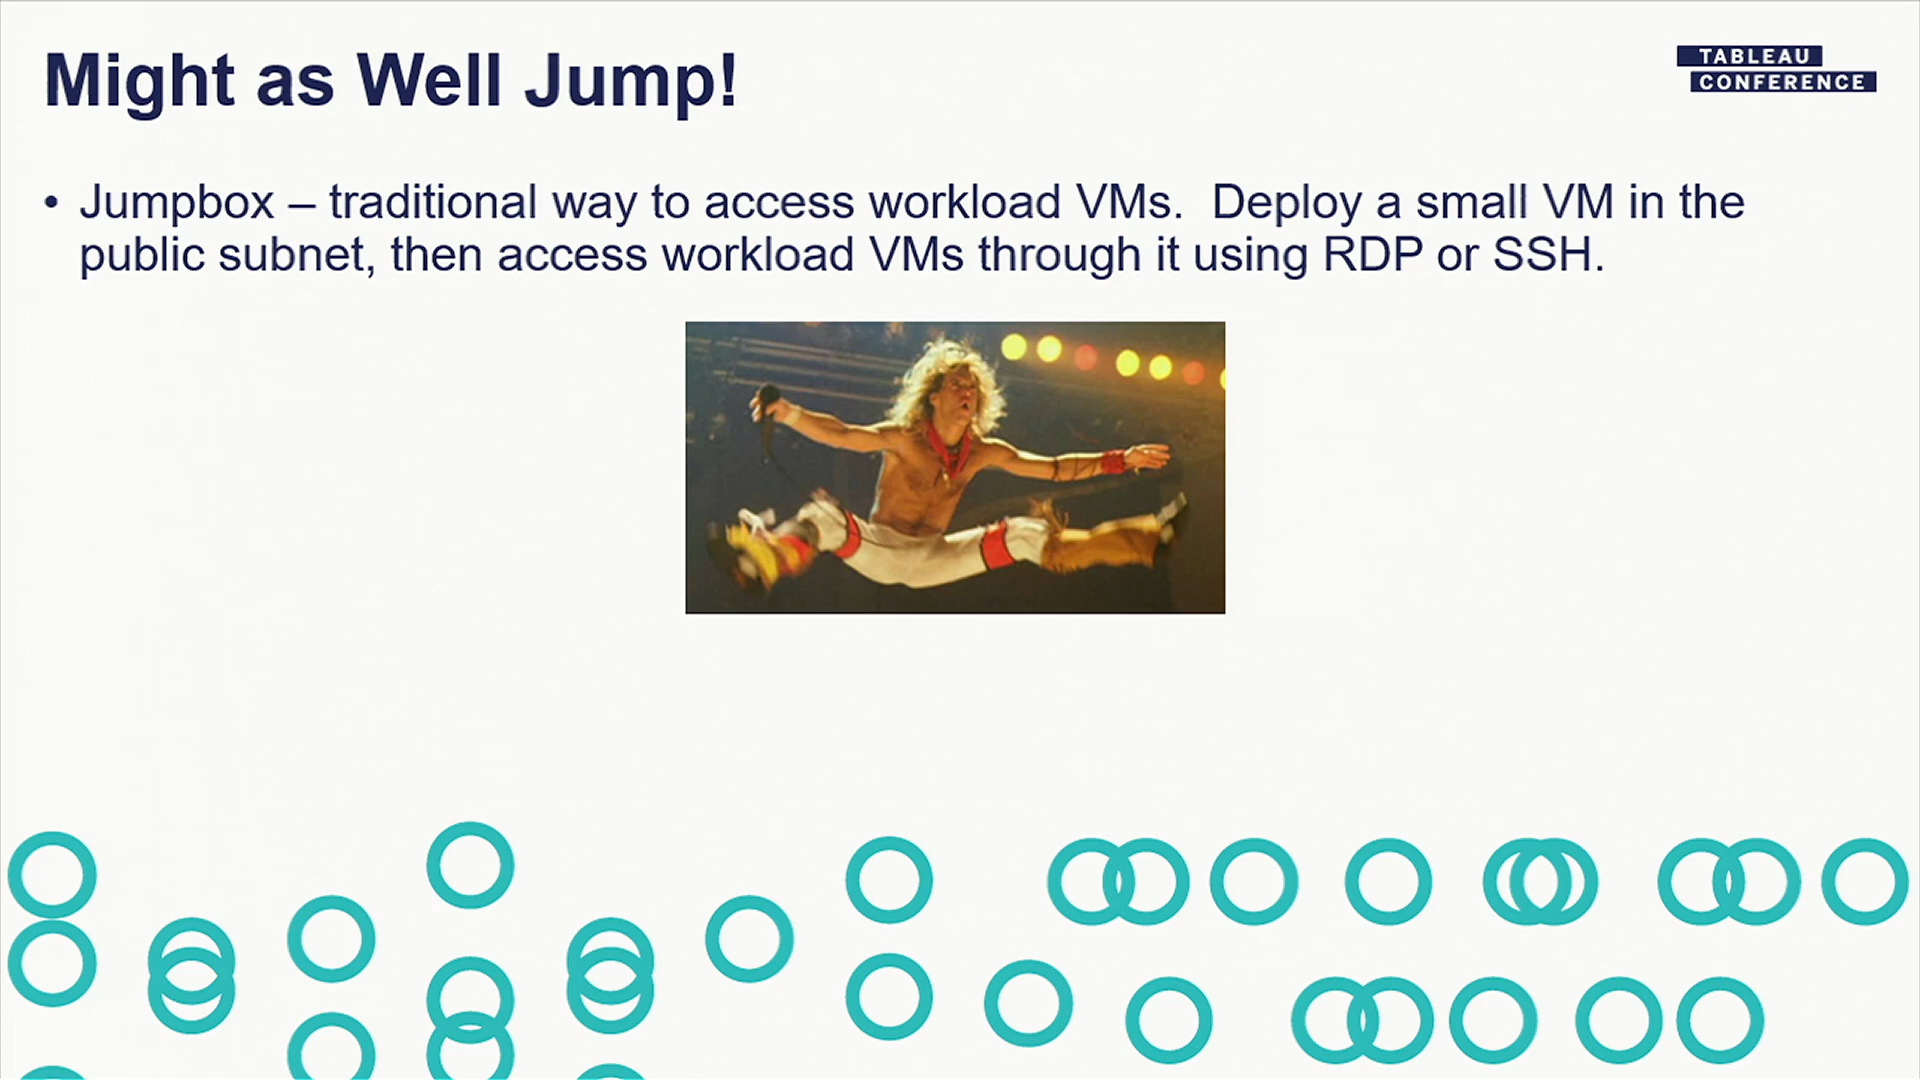 Might as Well Jump!
TABLEAU
CONFERENCE
• Jumpbox – traditional way to access workload VMs.  Deploy a small VM in the
public subnet, then access workload VMs through it using RDP or SSH.